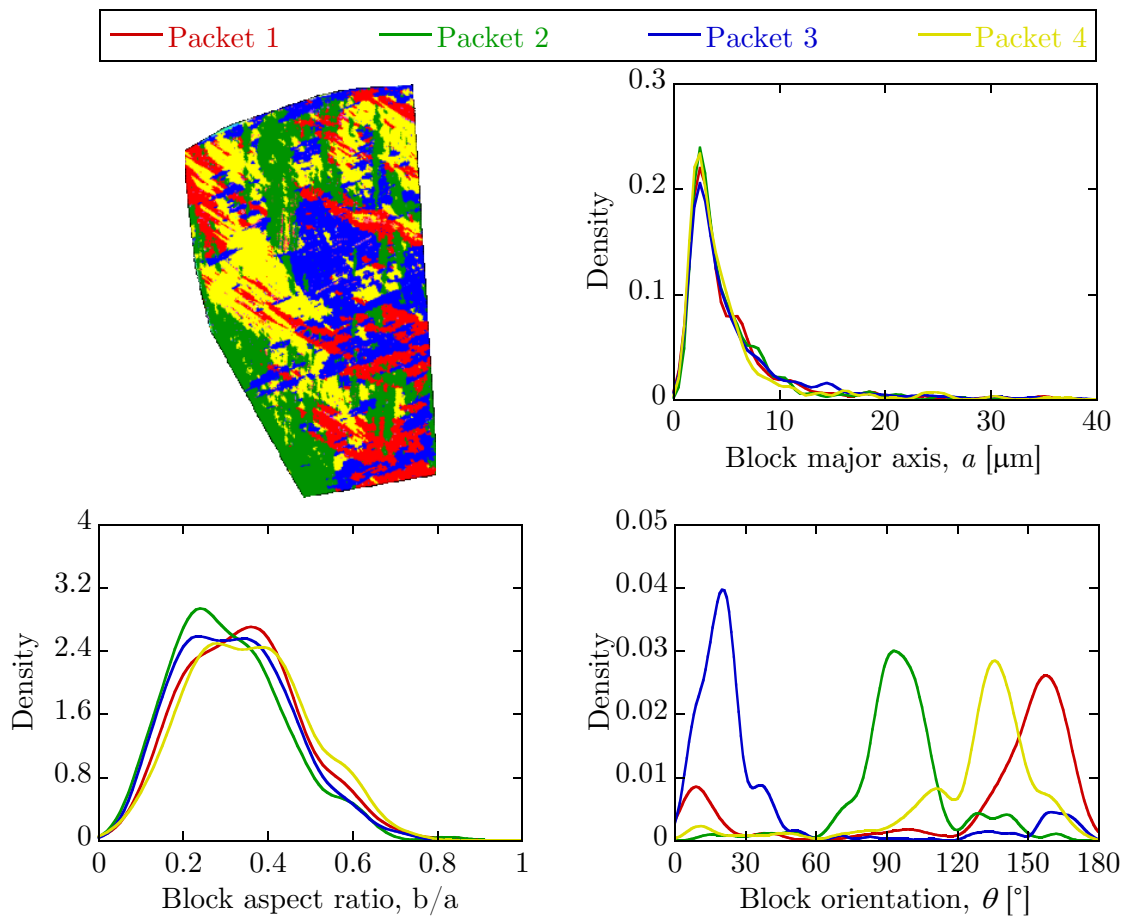 Packet 1 Packet 2 Packet 3 Packet 4
0.3
0.2
0.1
0
Density
0 10 20 30 40
Block major axis, a [μm]
4
3.2
2.4
1.6
0.8
0
Density
0 0.2 0.4 0.6 0.8 1
Block aspect ratio, b/a
0.05
0.04
0.03
0.02
0.01
0
Density
0 30 60 90 120 150 180
Block orientation, θ [°]